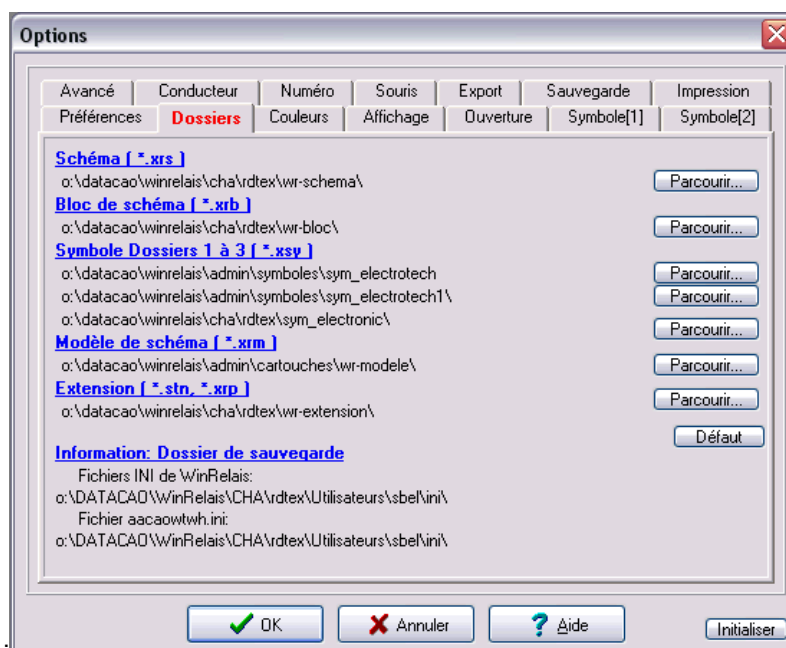 Options
Avancé Conducteur Numéro Souris Export Sauvegarde Impression
Préférences Dossiers Couleurs Affichage Ouverture Symbole[1] Symbole[2]
Schéma ( *.xrs )
o:\datacao\winrelais\cha\rdtex\wr-schema\ Parcourir...
Bloc de schéma ( *.xrb )
o:\datacao\winrelais\cha\rdtex\wr-bloc\ Parcourir...
Symbole Dossiers 1 à 3 ( *.xsy )
o:\datacao\winrelais\admin\symboles\sym_electrotech Parcourir...
o:\datacao\winrelais\admin\symboles\sym_electrotech1\ Parcourir...
o:\datacao\winrelais\cha\rdtex\sym_electronic\ Parcourir...
Modèle de schéma ( *.xrm )
o:\datacao\winrelais\admin\cartouches\wr-modele\ Parcourir...
Extension ( *.stn, *.xrp )
o:\datacao\winrelais\cha\rdtex\wr-extension\ Parcourir...
Défaut
Information: Dossier de sauvegarde
Fichiers INI de WinRelais:
o:\DATACAO\WinRelais\CHA\rdtex\Utilisateurs\sbel\ini\
Fichier aacaowtwh.ini:
o:\DATACAO\WinRelais\CHA\rdtex\Utilisateurs\sbel\ini\
OK Annuler Aide Initialiser